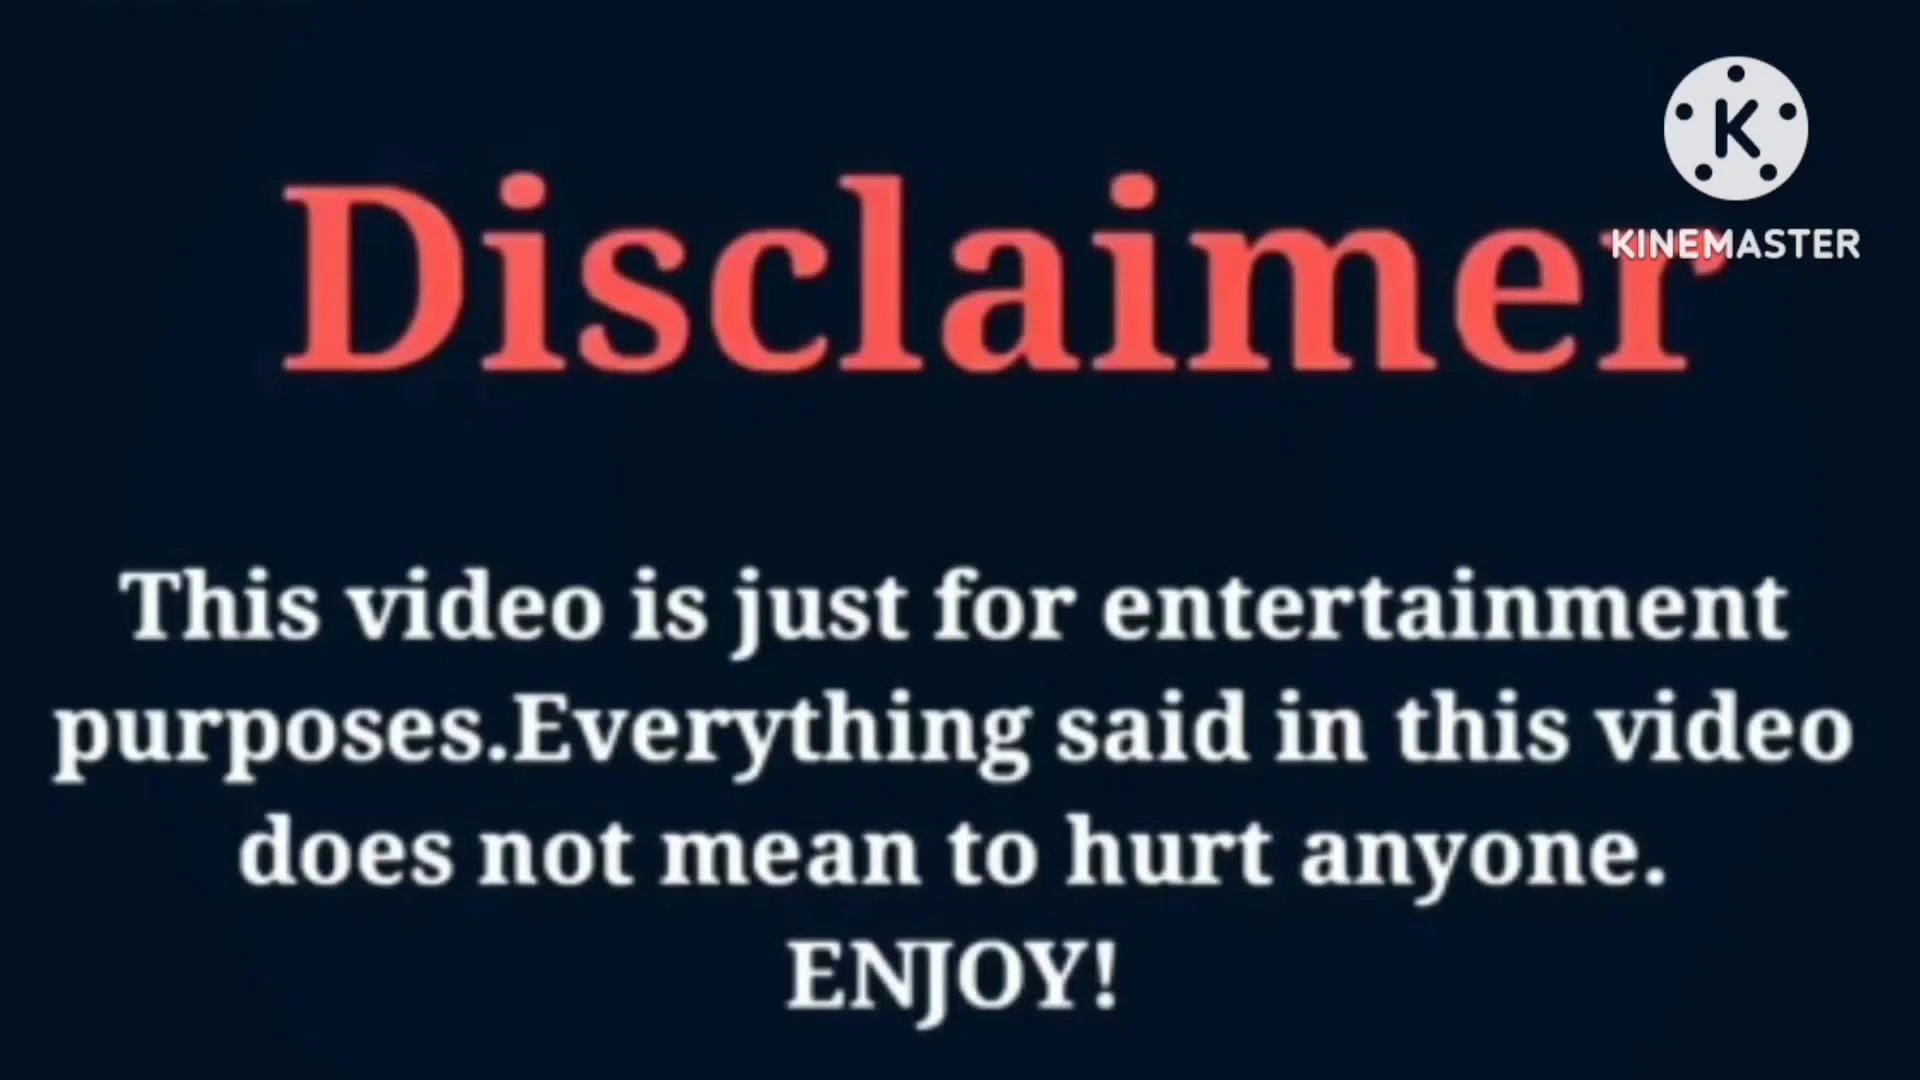 K
KINEMASTER
Disclaimer
This video is just for entertainment
purposes.Everything said in this video
does not mean to hurt anyone.
ENJOY!